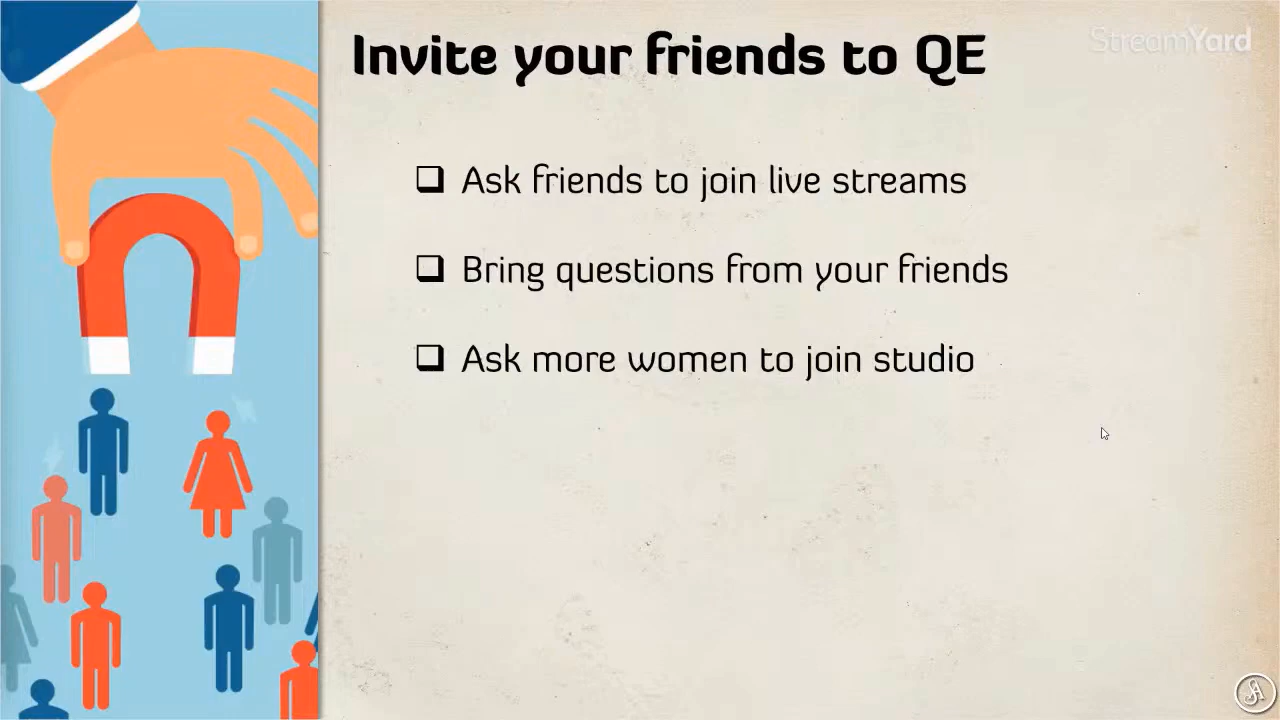 Invite your friends to QE
StreamYard
Ask friends to join live streams
Bring questions from your friends
Ask more women to join studio